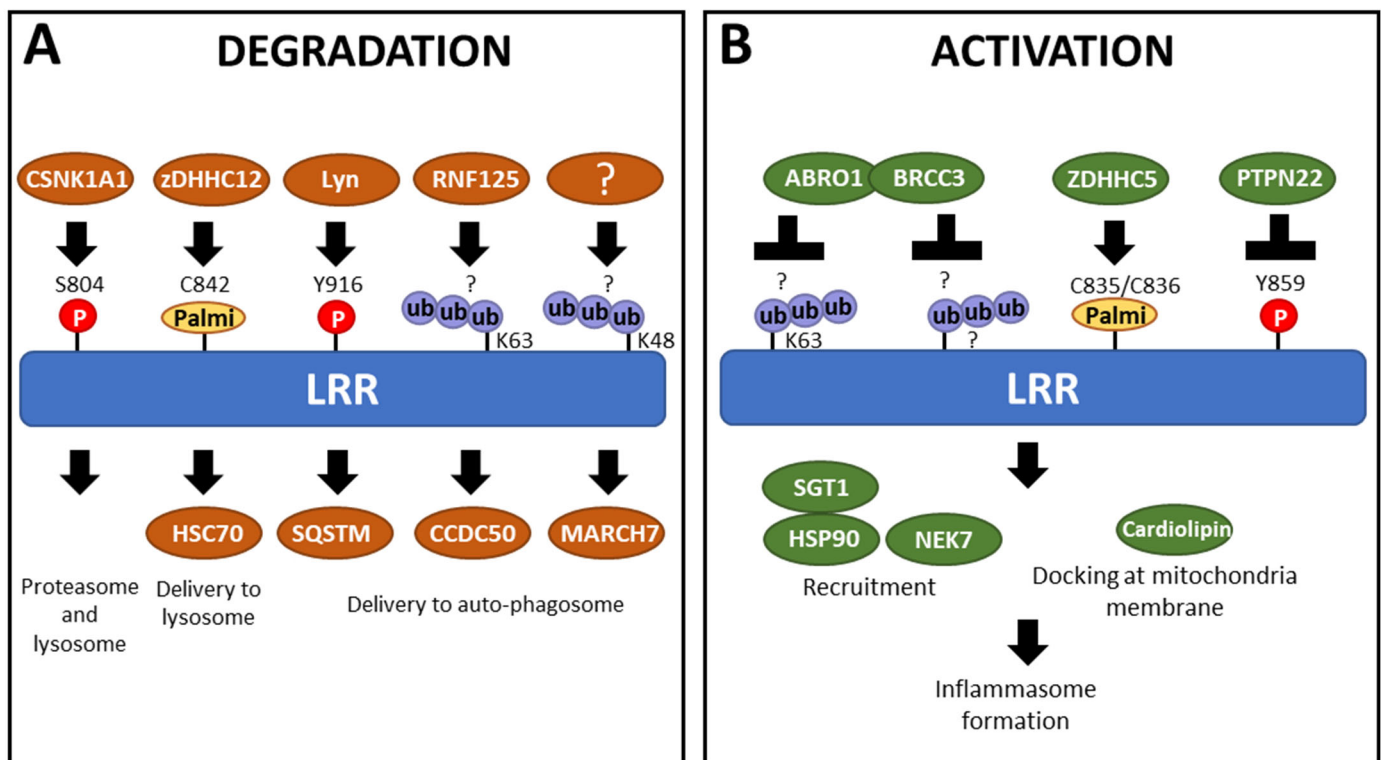 A
DEGRADATION
CSNK1A1
zDHHC12
Lyn
RNF125
?
S804
C842
Y916
?
?
P
Palmi
P
ub ub ub
ub ub ub
K63
K48
LRR
HSC70
SQSTM
CCDC50
MARCH7
Proteasome
and
lysosome
Delivery to
lysosome
Delivery to auto-phagosome
B
ACTIVATION
ABRO1
BRCC3
ZDHHC5
PTPN22
?
?
C835/C836
Y859
ub ub ub
ub ub ub
Palmi
P
K63
?
LRR
SGT1
HSP90
NEK7
Recruitment
Cardiolipin
Docking at mitochondria
membrane
Inflammasome
formation